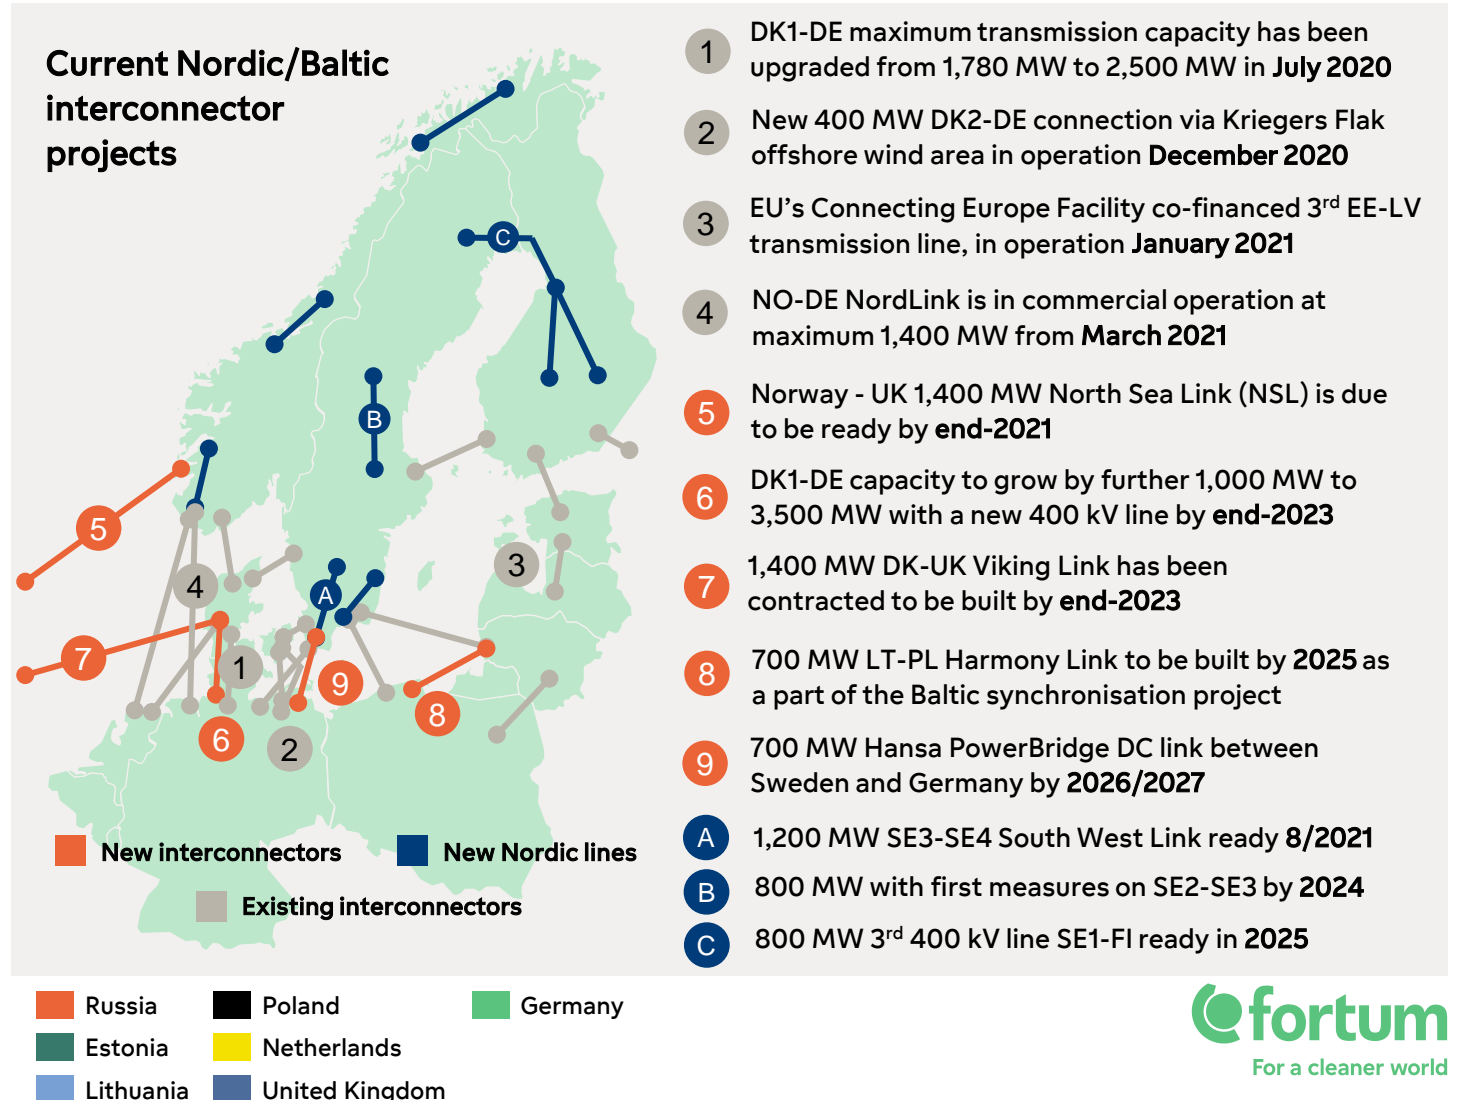 Current Nordic/Baltic
interconnector
projects
1
DK1-DE maximum transmission capacity has been
upgraded from 1,780 MW to 2,500 MW in July 2020
2
New 400 MW DK2-DE connection via Kriegers Flak
offshore wind area in operation December 2020
3
EU’s Connecting Europe Facility co-financed 3rd EE-LV
transmission line, in operation January 2021
4
NO-DE NordLink is in commercial operation at
maximum 1,400 MW from March 2021
5
Norway - UK 1,400 MW North Sea Link (NSL) is due
to be ready by end-2021
6
DK1-DE capacity to grow by further 1,000 MW to
3,500 MW with a new 400 kV line by end-2023
7
1,400 MW DK-UK Viking Link has been
contracted to be built by end-2023
8
700 MW LT-PL Harmony Link to be built by 2025 as
a part of the Baltic synchronisation project
9
700 MW Hansa PowerBridge DC link between
Sweden and Germany by 2026/2027
A
1,200 MW SE3-SE4 South West Link ready 8/2021
B
800 MW with first measures on SE2-SE3 by 2024
C
800 MW 3rd 400 kV line SE1-FI ready in 2025
C
B
5
3
4
A
7
1
9
8
6
2
New interconnectors
New Nordic lines
Existing interconnectors
Russia
Poland
Germany
Estonia
Netherlands
Lithuania
United Kingdom
fortum
For a cleaner world